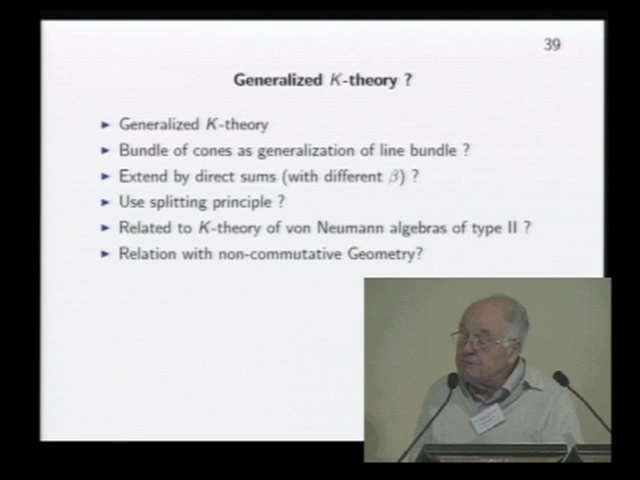 39
Generalized K-theory ?
► Generalized K-theory
► Bundle of cones as generalization of line bundle ?
► Extend by direct sums (with different β) ?
► Use splitting principle ?
► Related to K-theory of von Neumann algebras of type II ?
► Relation with non-commutative Geometry?